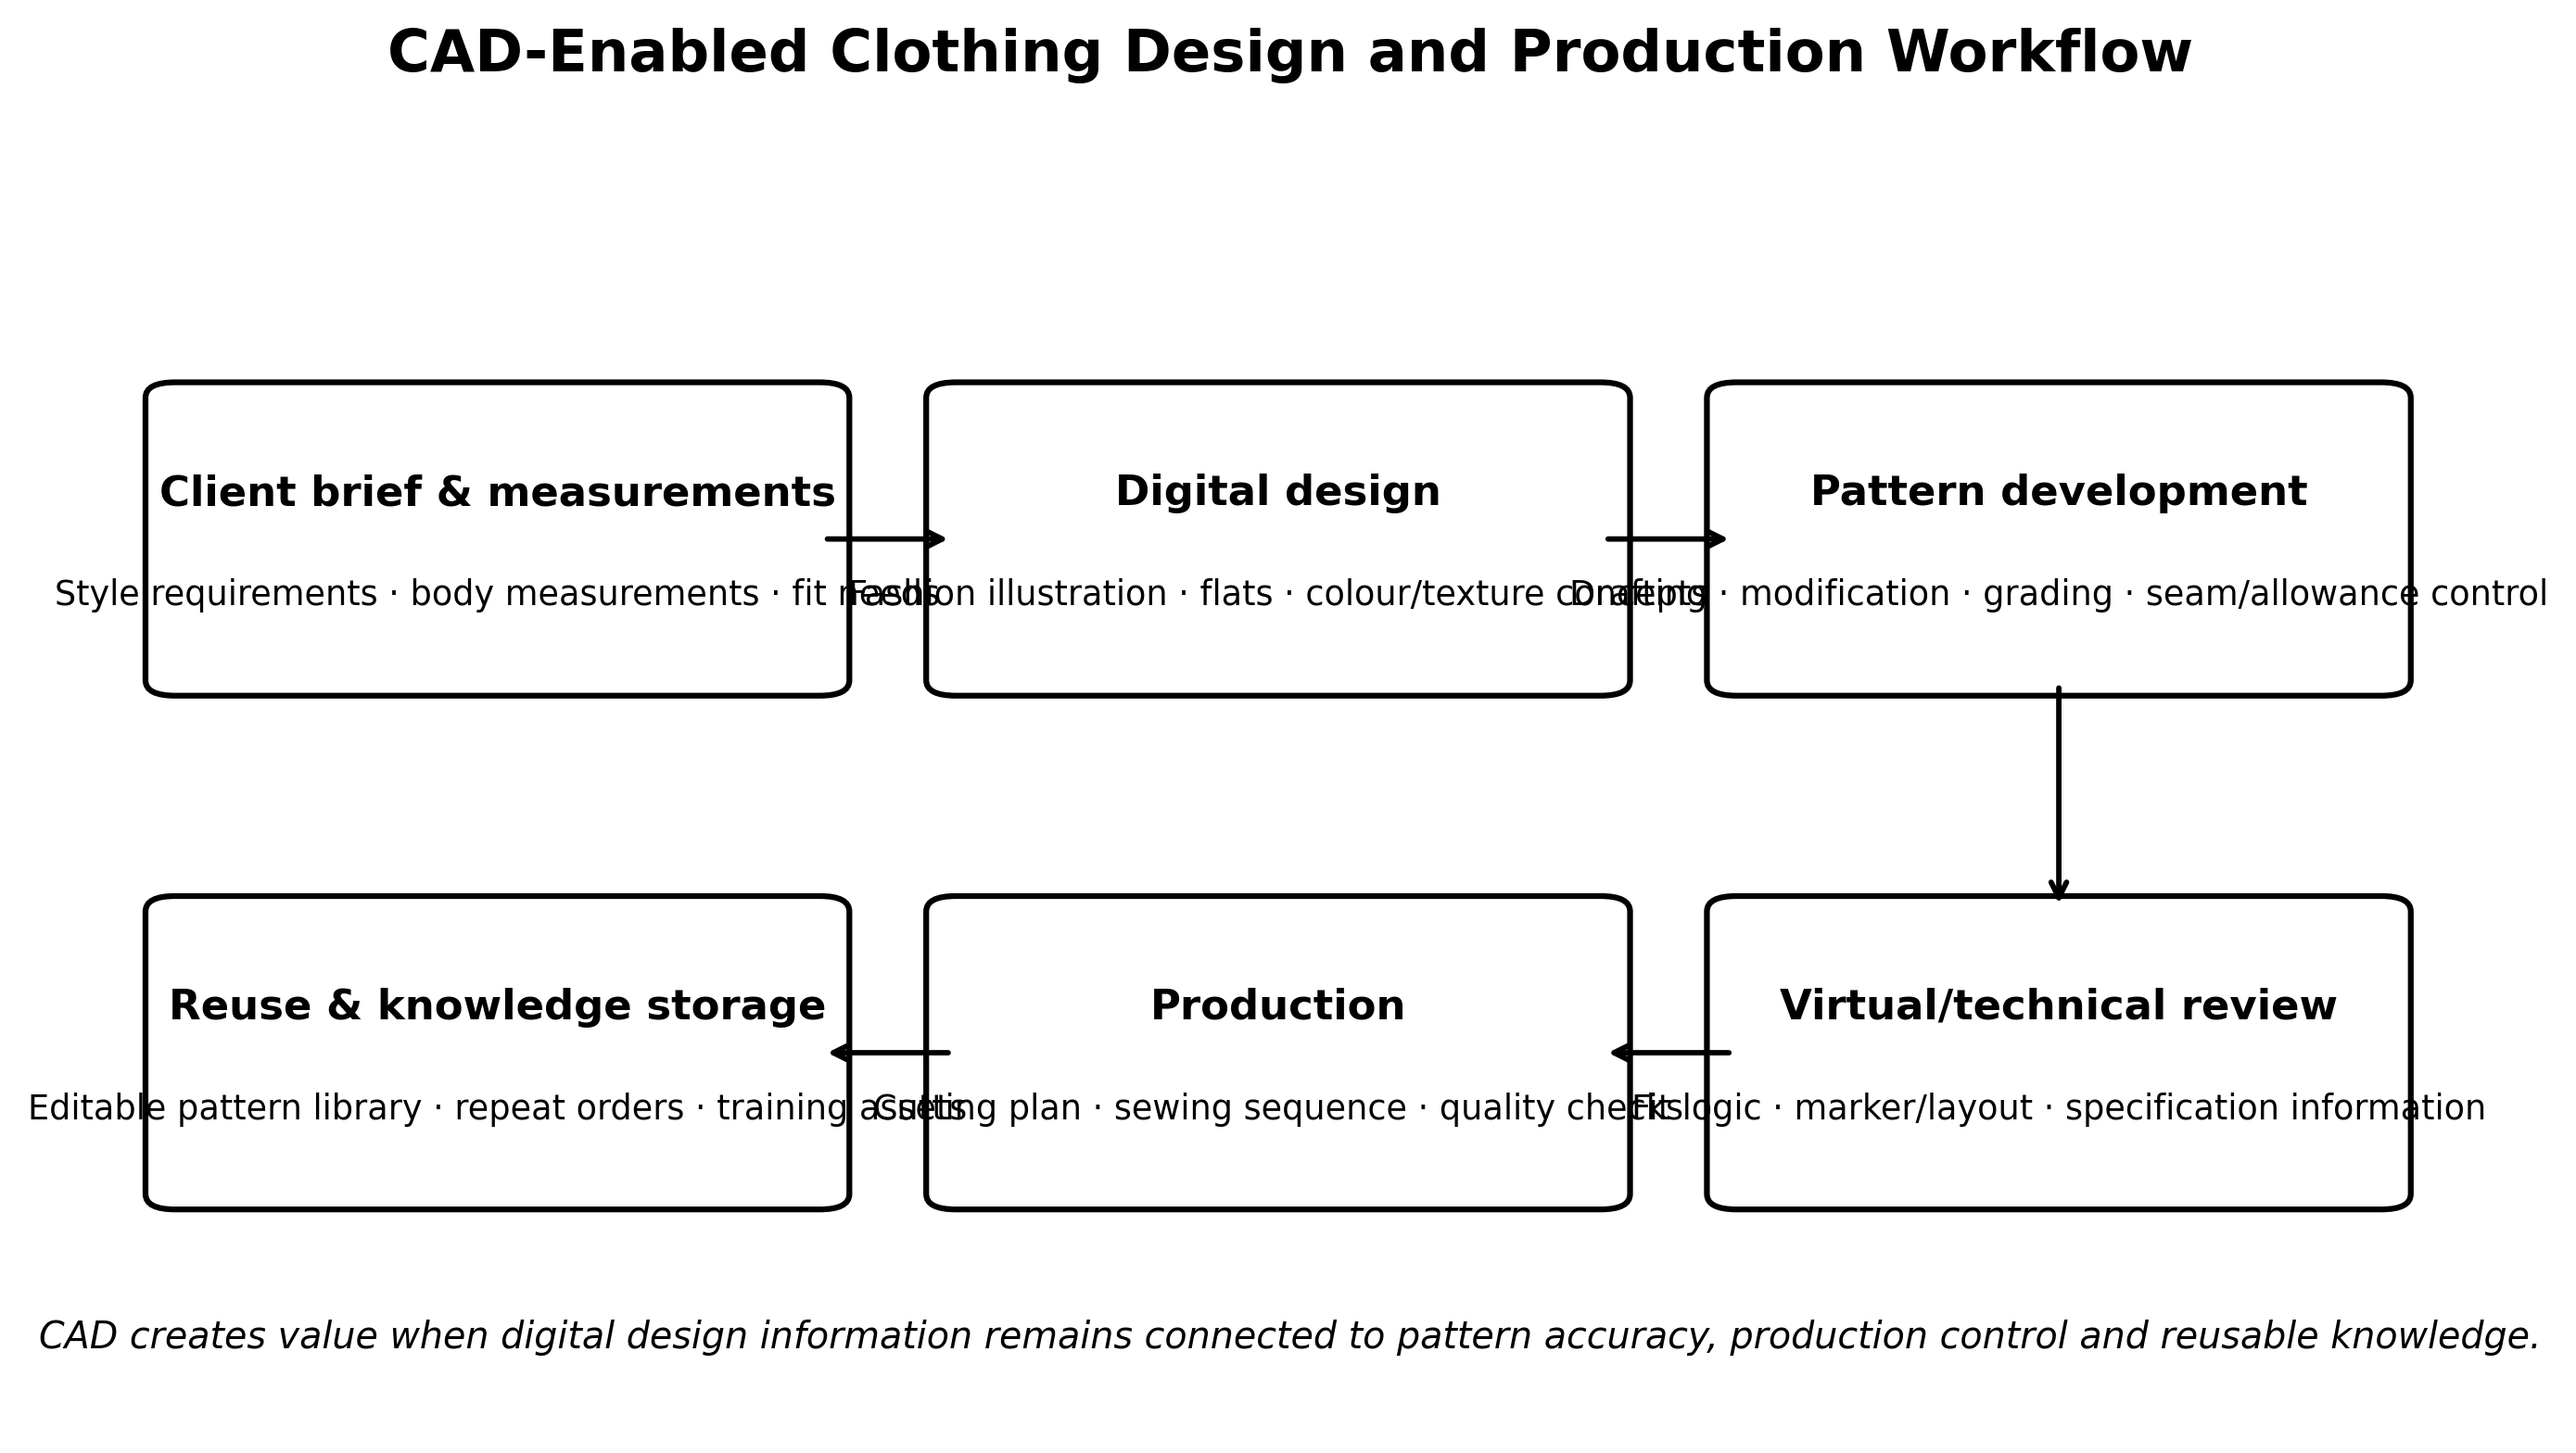 CAD-Enabled Clothing Design and Production Workflow
Client brief & measurements
Style requirements · body measurements · fit needs
Digital design
Fashion illustration · flats · colour/texture concepts
Pattern development
Drafting · modification · grading · seam/allowance control
Reuse & knowledge storage
Editable pattern library · repeat orders · training assets
Production
Cutting plan · sewing sequence · quality checks
Virtual/technical review
Fit logic · marker/layout · specification information
CAD creates value when digital design information remains connected to pattern accuracy, production control and reusable knowledge.